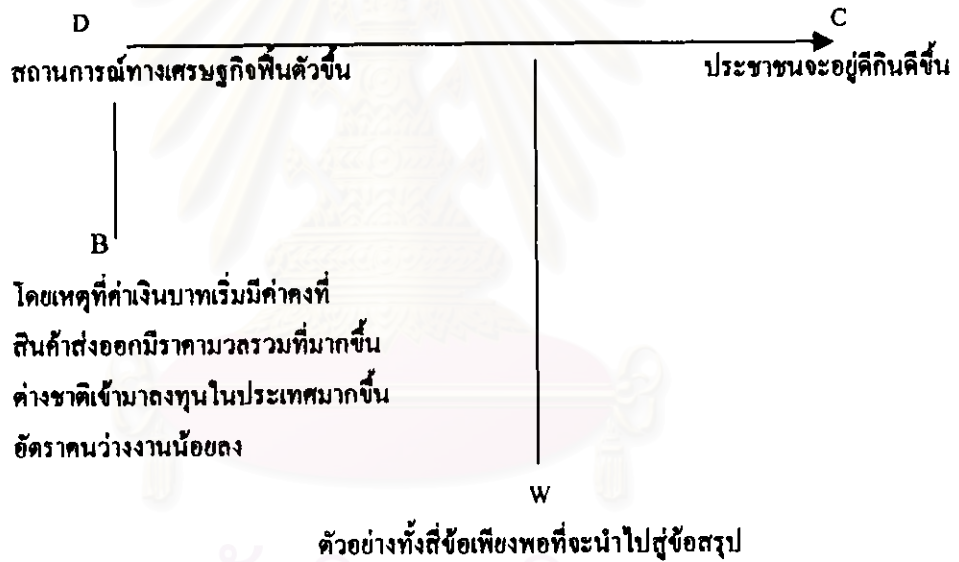 D
C
สถานการณ์ทางเศรษฐกิจฟื้นตัวขึ้น
ประชาชนจะอยู่ดีกินดีขึ้น
B
โดยเหตุที่ค่าเงินบาทเริ่มมีค่าคงที่
สินค้าส่งออกมีราคามวลรวมที่มากขึ้น
ต่างชาติเข้ามาลงทุนในประเทศมากขึ้น
อัตราคนว่างงานน้อยลง
W
ตัวอย่างทั้งสี่ข้อเพียงพอที่จะนำไปสู่ข้อสรุป